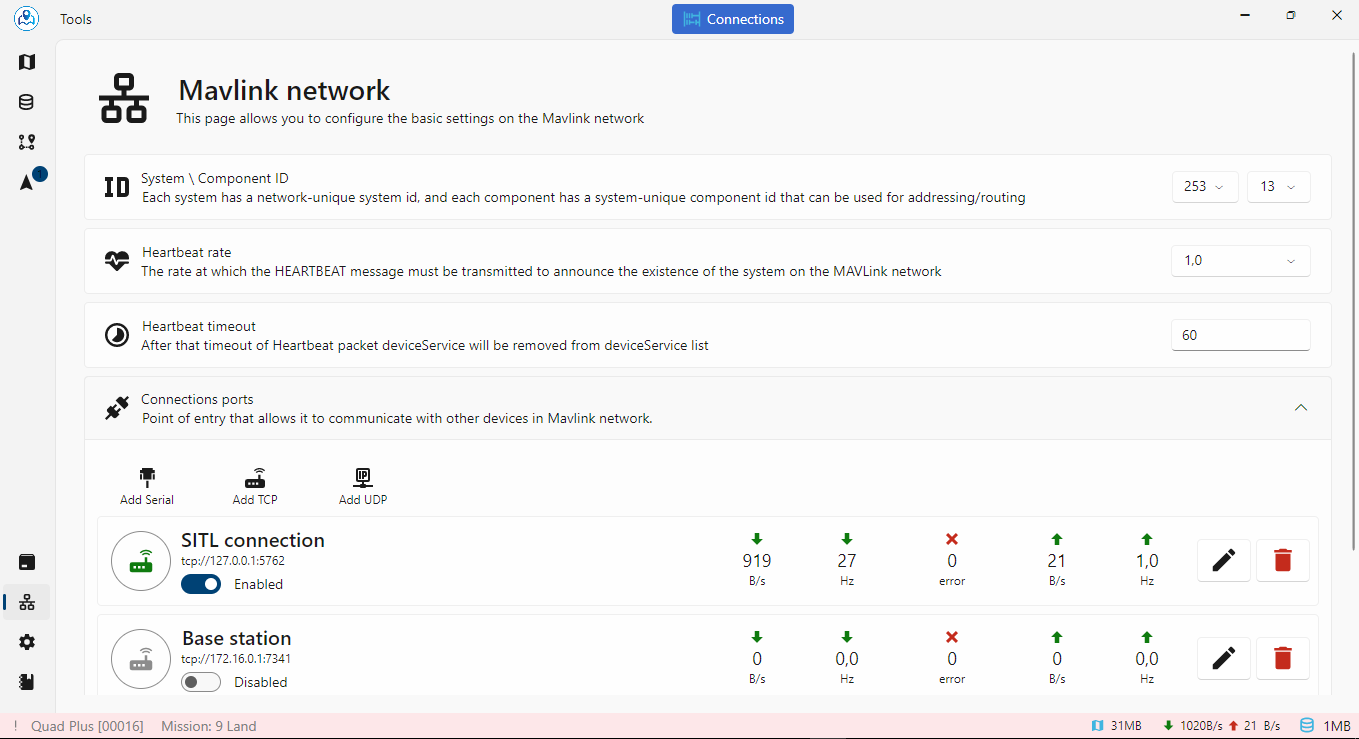 Tools
Connections
Mavlink network
This page allows you to configure the basic settings on the Mavlink network
ID
System \ Component ID
Each system has a network-unique system id, and each component has a system-unique component id that can be used for addressing/routing
253
13
Heartbeat rate
The rate at which the HEARTBEAT message must be transmitted to announce the existence of the system on the MAVLink network
1,0
Heartbeat timeout
After that timeout of Heartbeat packet deviceService will be removed from deviceService list
60
Connections ports
Point of entry that allows it to communicate with other devices in Mavlink network.
IP
Add Serial
Add TCP
Add UDP
SITL connection
tcp://127.0.0.1:5762
Enabled
919 27 0 21 1,0
B/s Hz error B/s Hz
Base station
tcp://172.16.0.1:7341
Disabled
0 0,0 0 0 0,0
B/s Hz error B/s Hz
! Quad Plus [00016] Mission: 9 Land
31MB 1020B/s 21 B/s 1MB